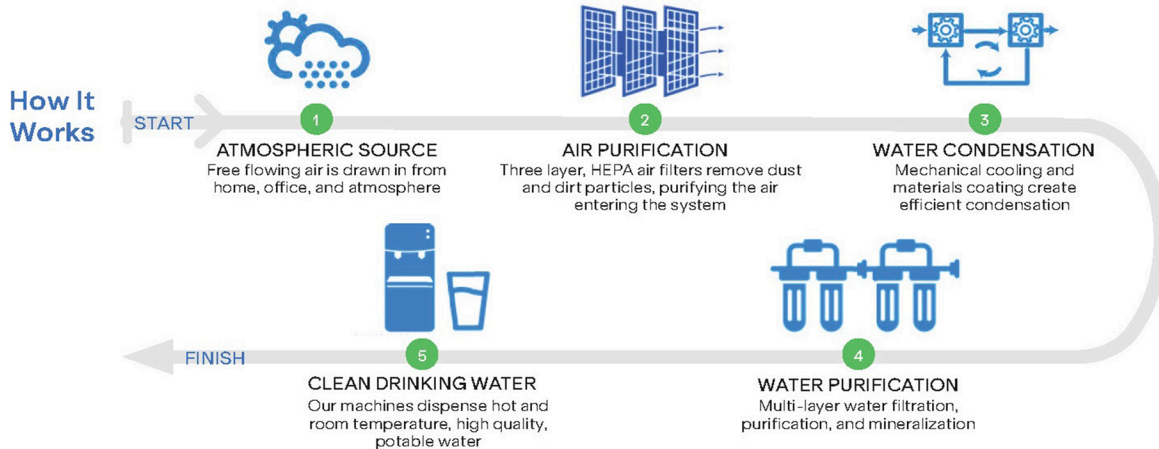 How It
Works
START
1
ATMOSPHERIC SOURCE
Free flowing air is drawn in from
home, office, and atmosphere
2
AIR PURIFICATION
Three layer, HEPA air filters remove dust
and dirt particles, purifying the air
entering the system
3
WATER CONDENSATION
Mechanical cooling and
materials coating create
efficient condensation
4
WATER PURIFICATION
Multi-layer water filtration,
purification, and mineralization
5
CLEAN DRINKING WATER
Our machines dispense hot and
room temperature, high quality,
potable water
FINISH